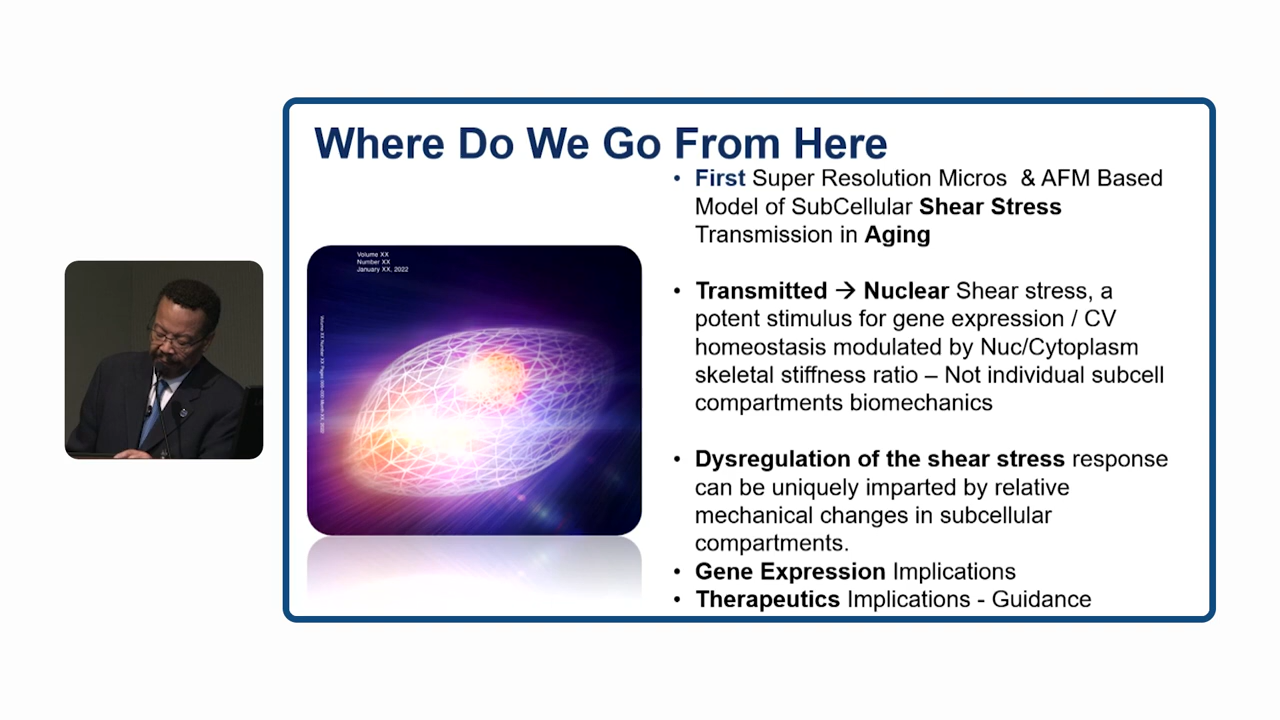 Where Do We Go From Here
Volume XX
Number XX
January XX, 2022
• First Super Resolution Micros & AFM Based
Model of SubCellular Shear Stress
Transmission in Aging
• Transmitted → Nuclear Shear stress, a
potent stimulus for gene expression / CV
homeostasis modulated by Nuc/Cytoplasm
skeletal stiffness ratio – Not individual subcell
compartments biomechanics
• Dysregulation of the shear stress response
can be uniquely imparted by relative
mechanical changes in subcellular
compartments.
• Gene Expression Implications
• Therapeutics Implications - Guidance